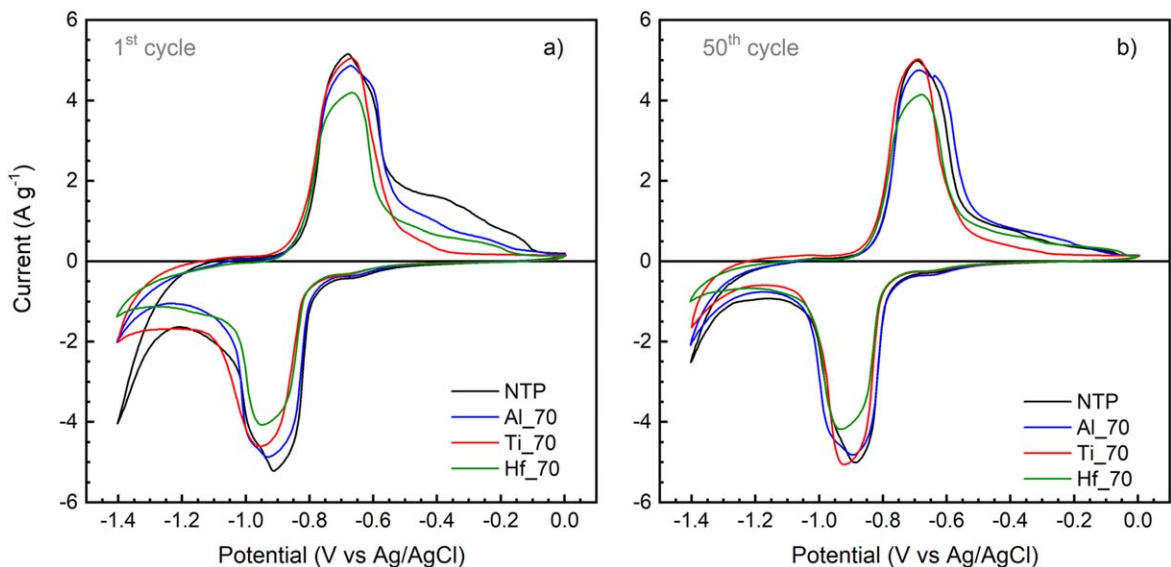 1st cycle
a)
6
4
2
0
-2
-4
-6
Current (A g-1)
NTP
Al_70
Ti_70
Hf_70
-1.4 -1.2 -1.0 -0.8 -0.6 -0.4 -0.2 0.0
Potential (V vs Ag/AgCl)
50th cycle
b)
6
4
2
0
-2
-4
-6
NTP
Al_70
Ti_70
Hf_70
-1.4 -1.2 -1.0 -0.8 -0.6 -0.4 -0.2 0.0
Potential (V vs Ag/AgCl)